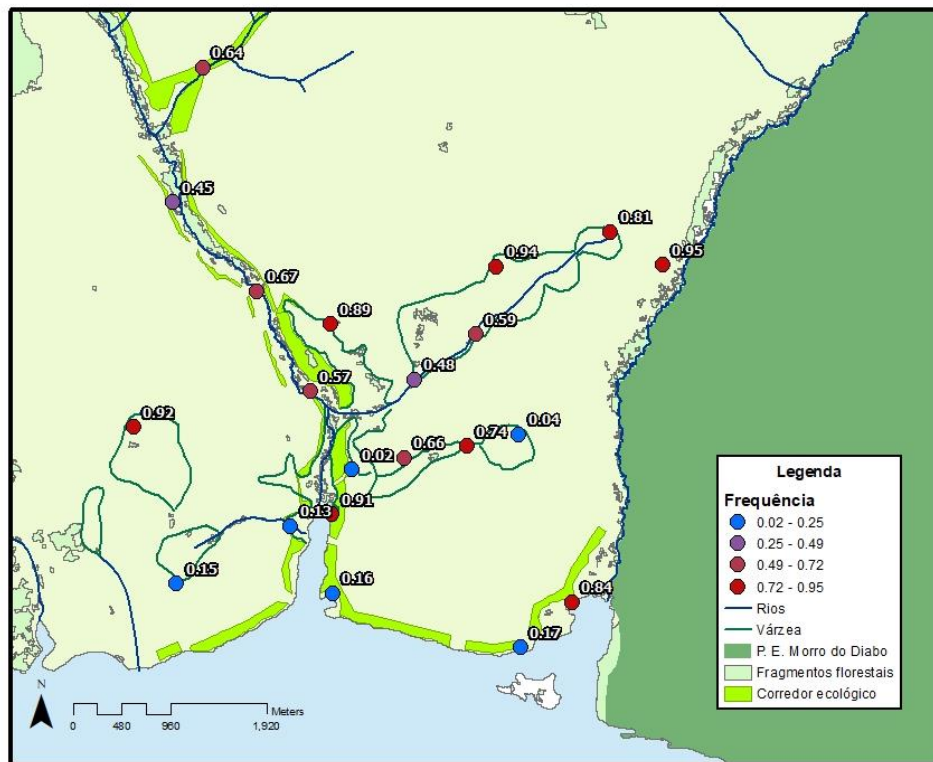 0.64
0.45
0.81
0.94
0.95
0.67
0.89
0.59
0.48
0.57
0.92
0.04
0.74
0.66
0.02
0.91
0.13
0.15
0.16
0.84
0.17
Legenda
Frequência
0.02 - 0.25
0.25 - 0.49
0.49 - 0.72
0.72 - 0.95
Rios
Várzea
P. E. Morro do Diabo
Fragmentos florestais
Corredor ecológico
N
Meters
0 480 960 1,920